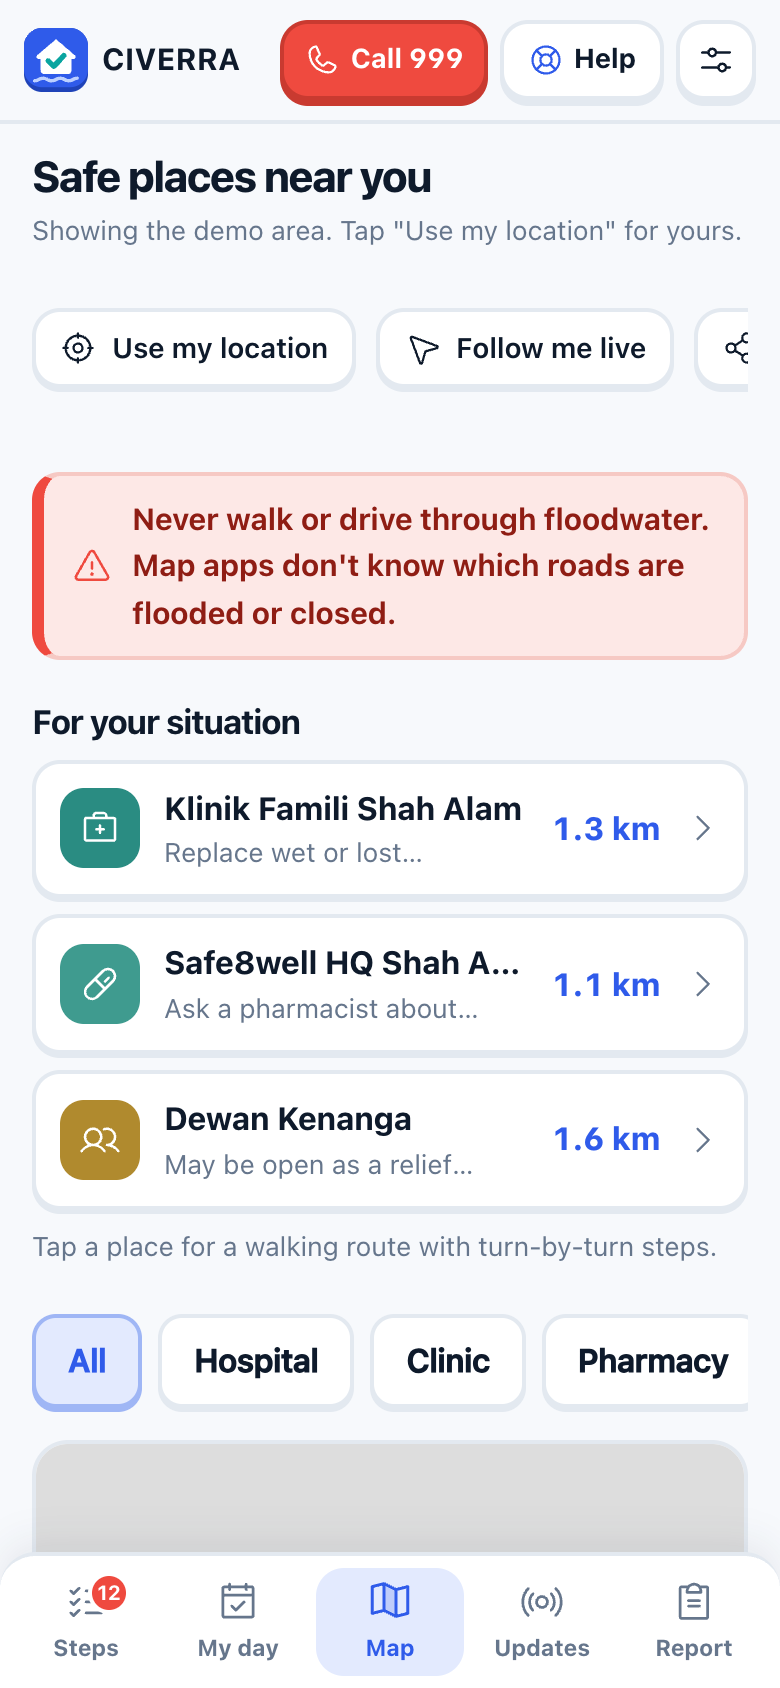 CIVERRA
Call 999
Help
Safe places near you
Showing the demo area. Tap "Use my location" for yours.
Use my location
Follow me live
Never walk or drive through floodwater.
Map apps don't know which roads are
flooded or closed.
For your situation
Klinik Famili Shah Alam
Replace wet or lost...
1.3 km
Safe8well HQ Shah A...
Ask a pharmacist about...
1.1 km
Dewan Kenanga
May be open as a relief...
1.6 km
Tap a place for a walking route with turn-by-turn steps.
All
Hospital
Clinic
Pharmacy
12
Steps
My day
Map
Updates
Report